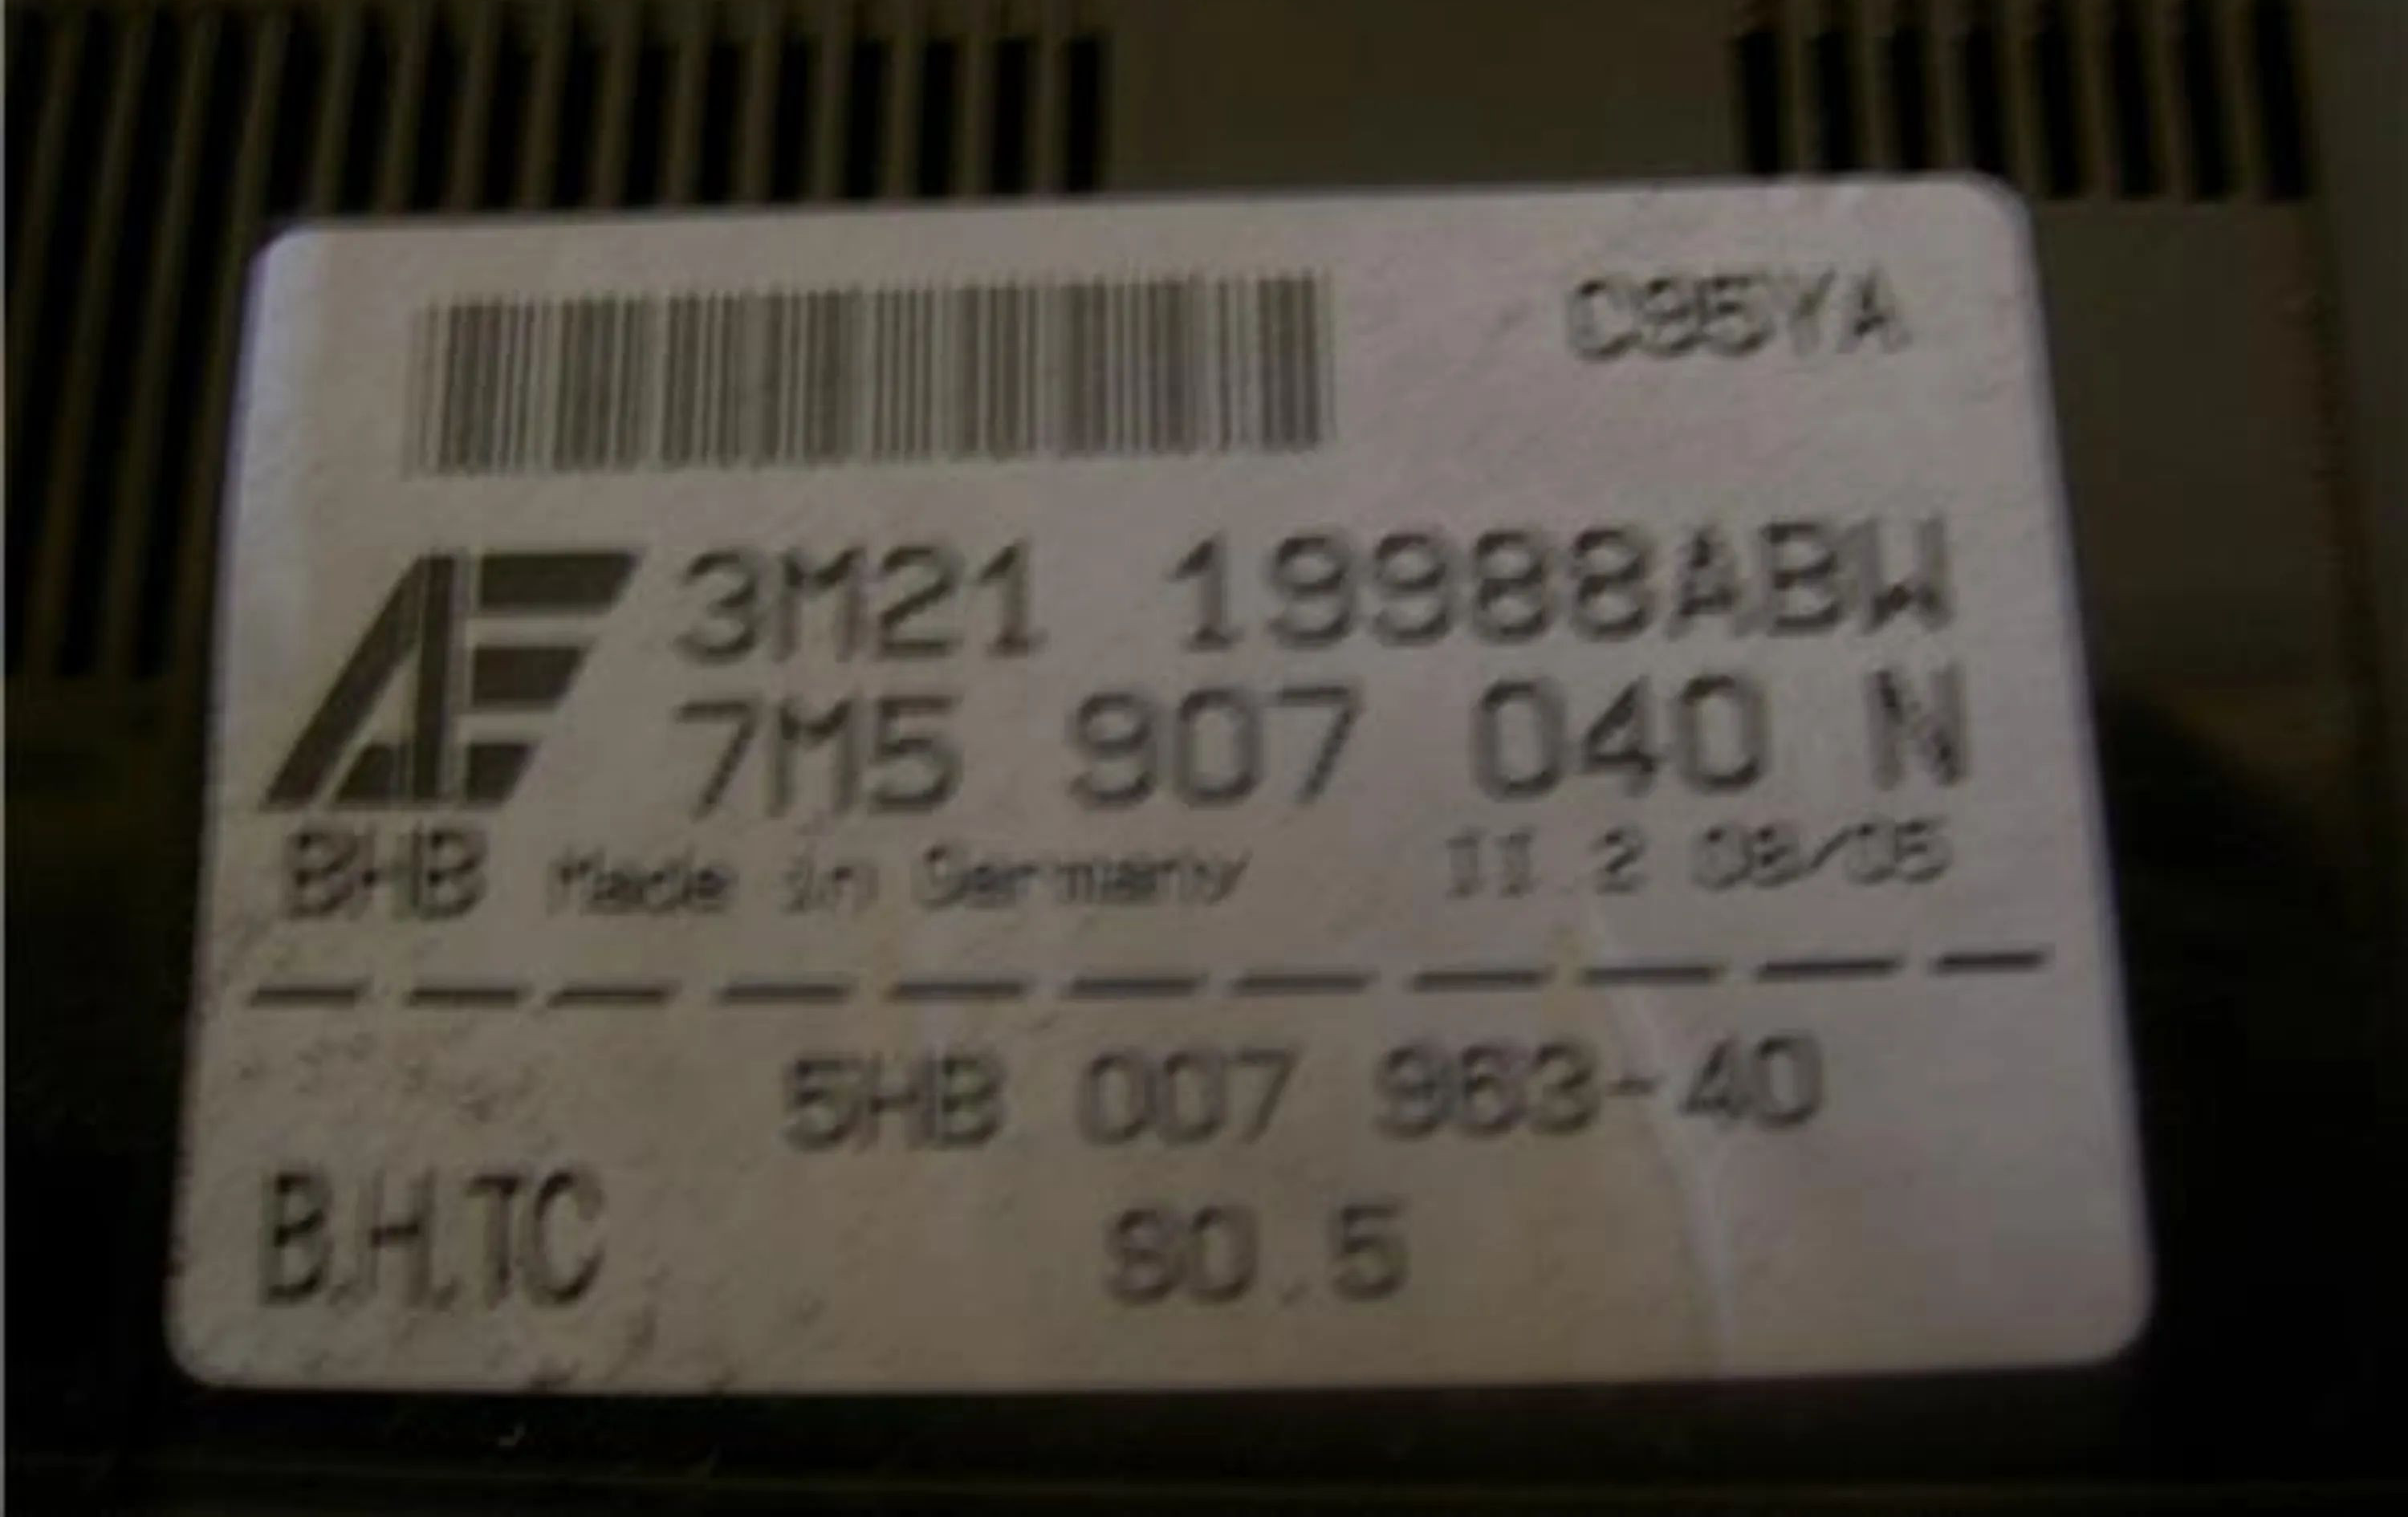 C95YA
AE 3M21 19988ABW
7M5 907 040 N
BHB Made in Germany II 2 08/05
5HB 007 963-40
B.H.TC 80.5